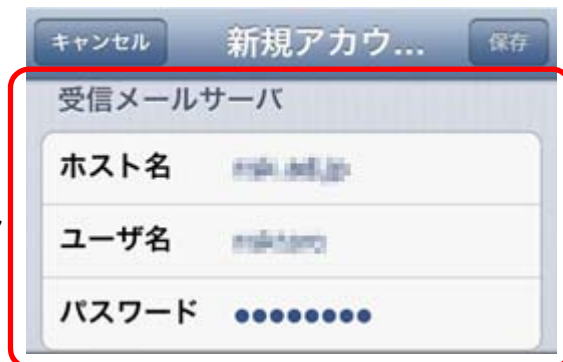 キャンセル 新規アカウ... 保存
受信メールサーバ
ホスト名
ユーザ名
パスワード ●●●●●●●●